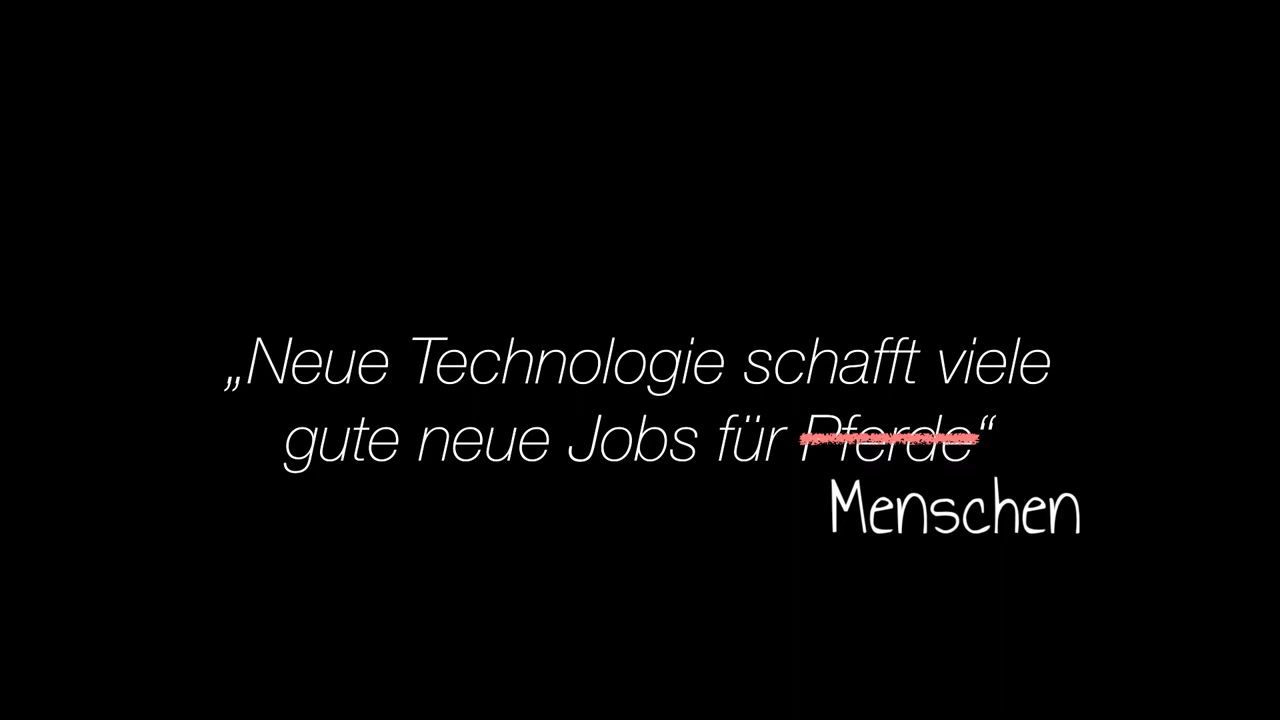 „Neue Technologie schafft viele
gute neue Jobs für Pferde“
Menschen